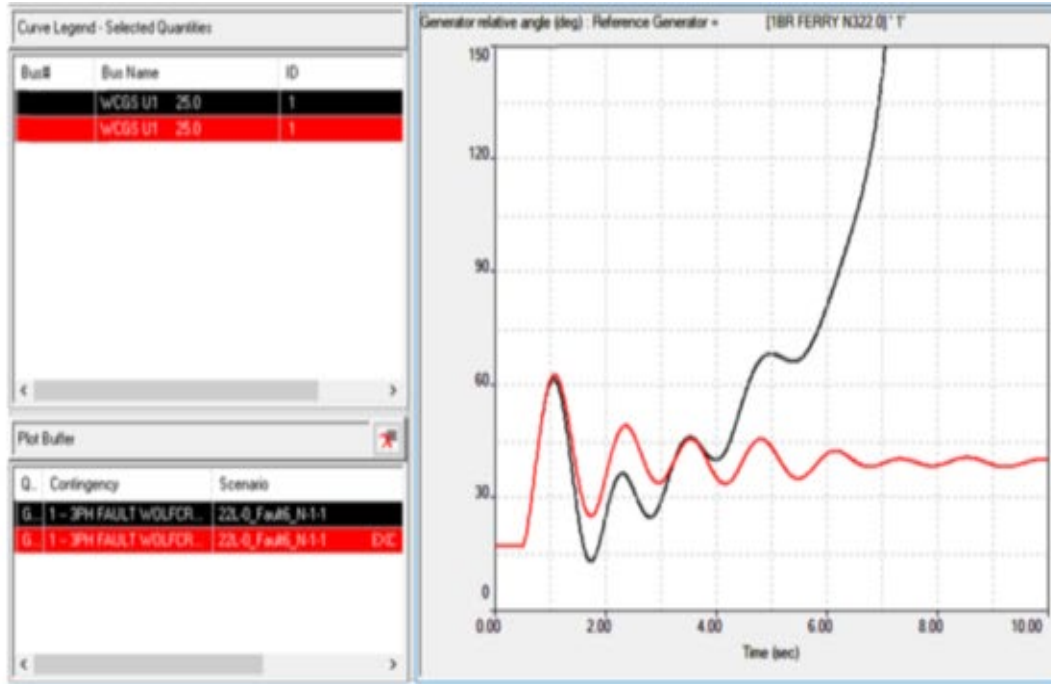 Curve Legend - Selected Quantities
Bus# Bus Name ID
WCGS U1 25.0 1
WCGS U1 25.0 1
Plot Buffer
Q.. Contingency Scenario
G... 1 -- 3PH FAULT WOLFCR... 22L-0_Fault6_N-1-1
G... 1 -- 3PH FAULT WOLFCR... 22L-0_Fault6_N-1-1 EXC
Generator relative angle (deg) : Reference Generator = [1BR FERRY N322.0] ' 1'
150
120
90
60
30
0
0.00 2.00 4.00 6.00 8.00 10.00
Time (sec)